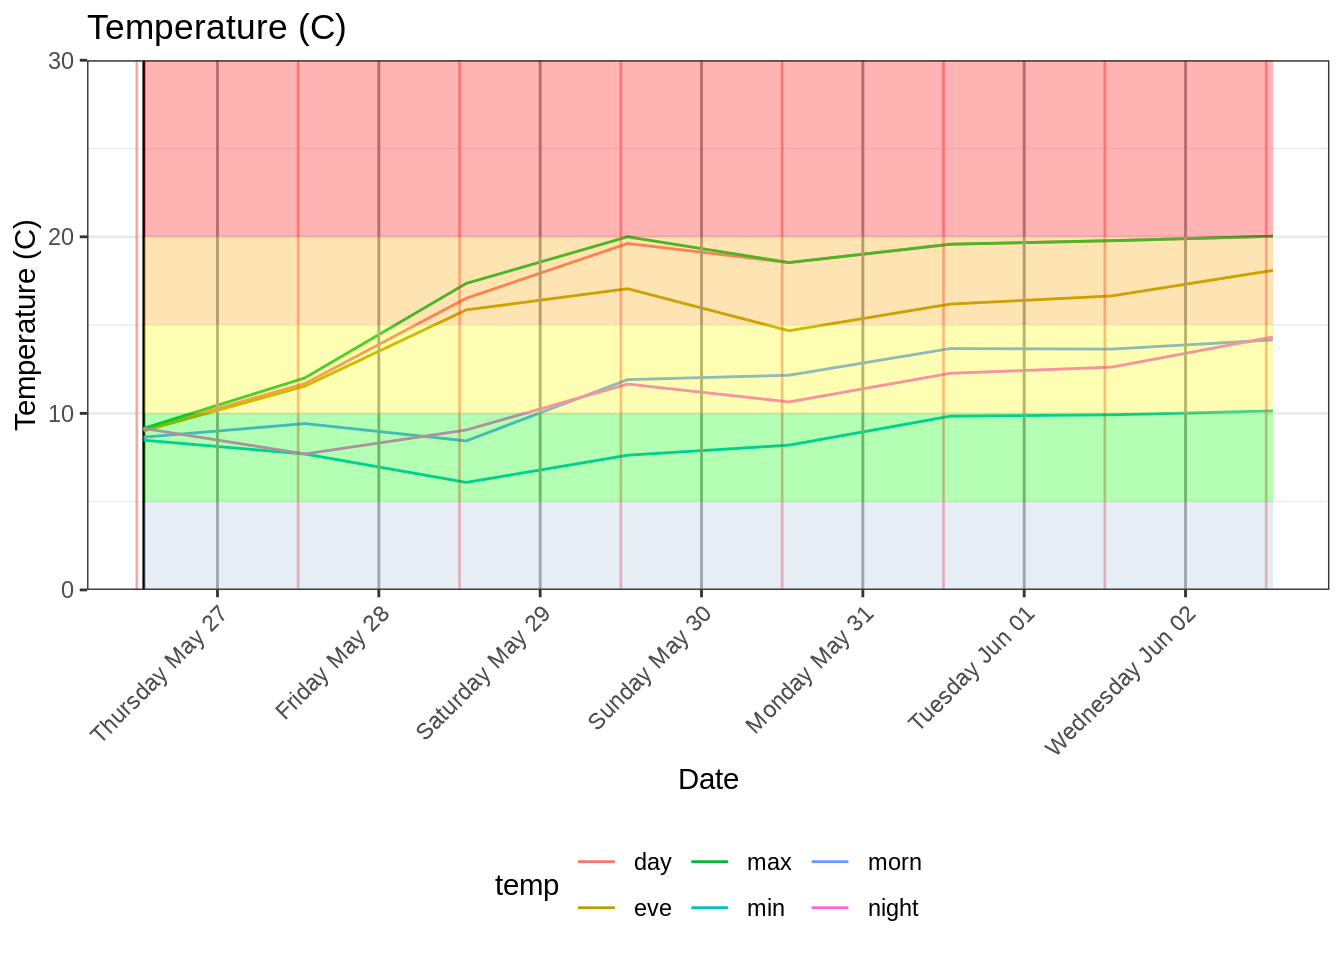 Temperature (C)
Temperature (C)
30
20
10
0
Thursday May 27
Friday May 28
Saturday May 29
Sunday May 30
Monday May 31
Tuesday Jun 01
Wednesday Jun 02
Date
temp
day
max
morn
eve
min
night